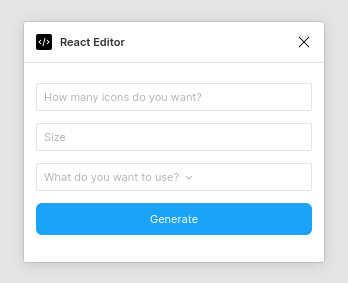 React Editor
How many icons do you want?
Size
What do you want to use?
Generate